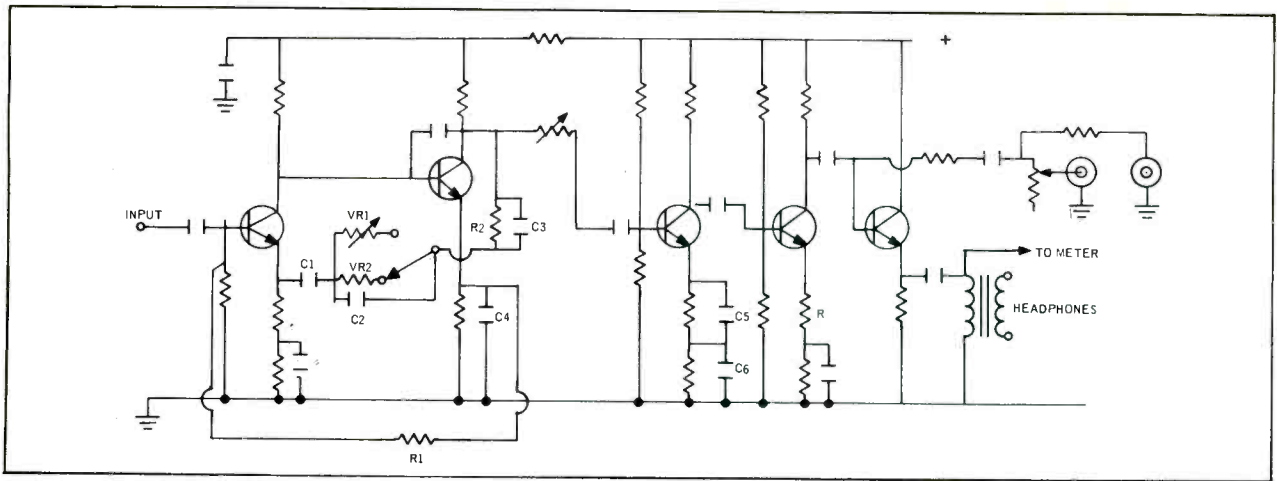 +
INPUT
VR1
R2
C3
TO METER
C1
VR2
HEADPHONES
C2
C4
C5
R
C6
R1